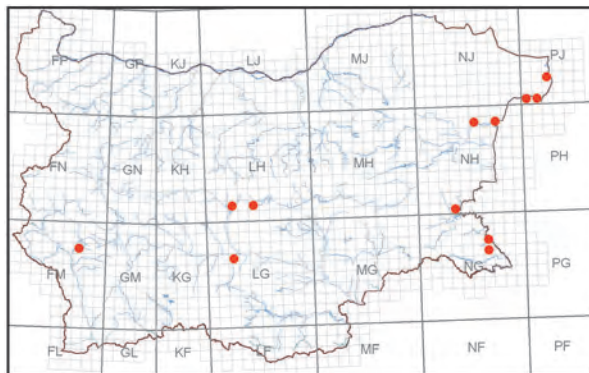 FP GP KJ LJ MJ NJ PJ
FN GN KH LH MH NH PH
FM GM KG LG MG NG PG
FL GL KF LF MF NF PF